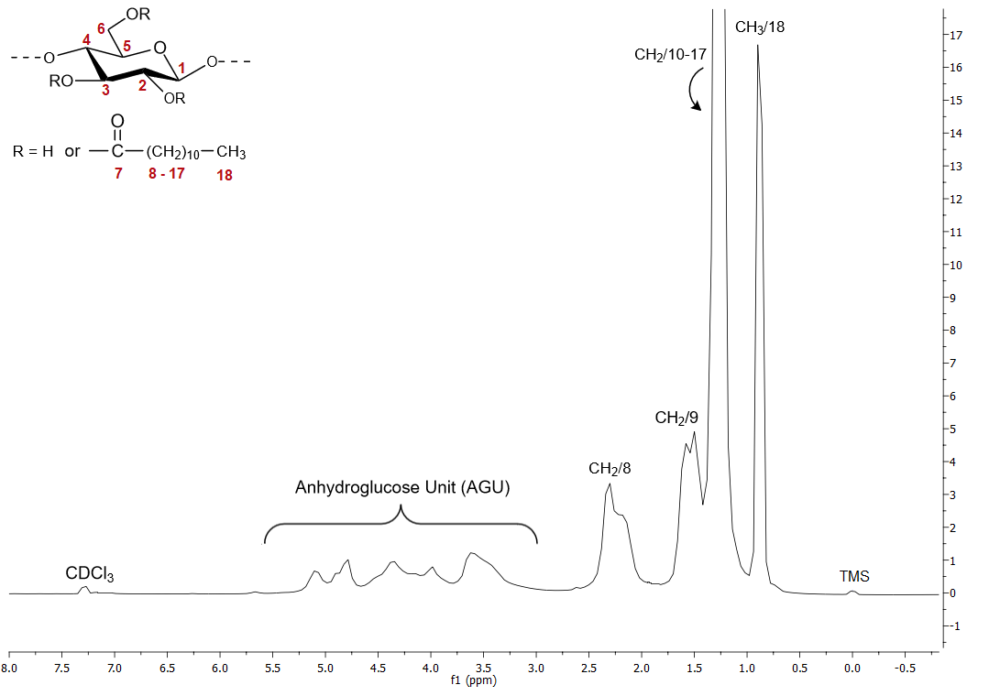 OR
6
4
5
O
O
1
O
RO
3
2
OR
O
R = H or C (CH₂)₁₀ CH₃
7 8 - 17 18
CH₂/10-17
CH₃/18
CH₂/9
CH₂/8
Anhydroglucose Unit (AGU)
CDCl₃
TMS
17
16
15
14
13
12
11
10
9
8
7
6
5
4
3
2
1
0
-1
8.0 7.5 7.0 6.5 6.0 5.5 5.0 4.5 4.0 3.5 3.0 2.5 2.0 1.5 1.0 0.5 0.0 -0.5
f1 (ppm)